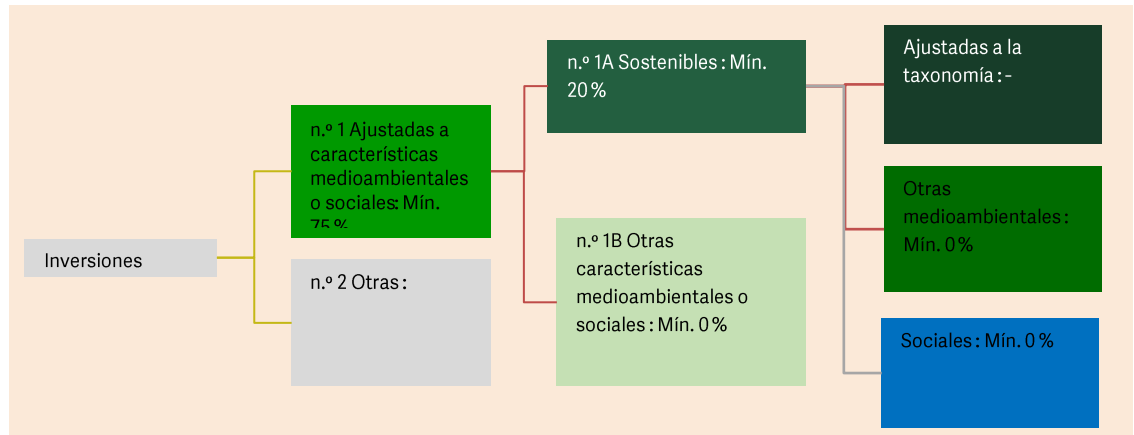 Inversiones
n.º 1 Ajustadas a
características
medioambientales
o sociales: Mín.
75 %
n.º 2 Otras :
n.º 1A Sostenibles : Mín.
20 %
n.º 1B Otras
características
medioambientales o
sociales : Mín. 0 %
Ajustadas a la
taxonomía : -
Otras
medioambientales :
Mín. 0 %
Sociales : Mín. 0 %